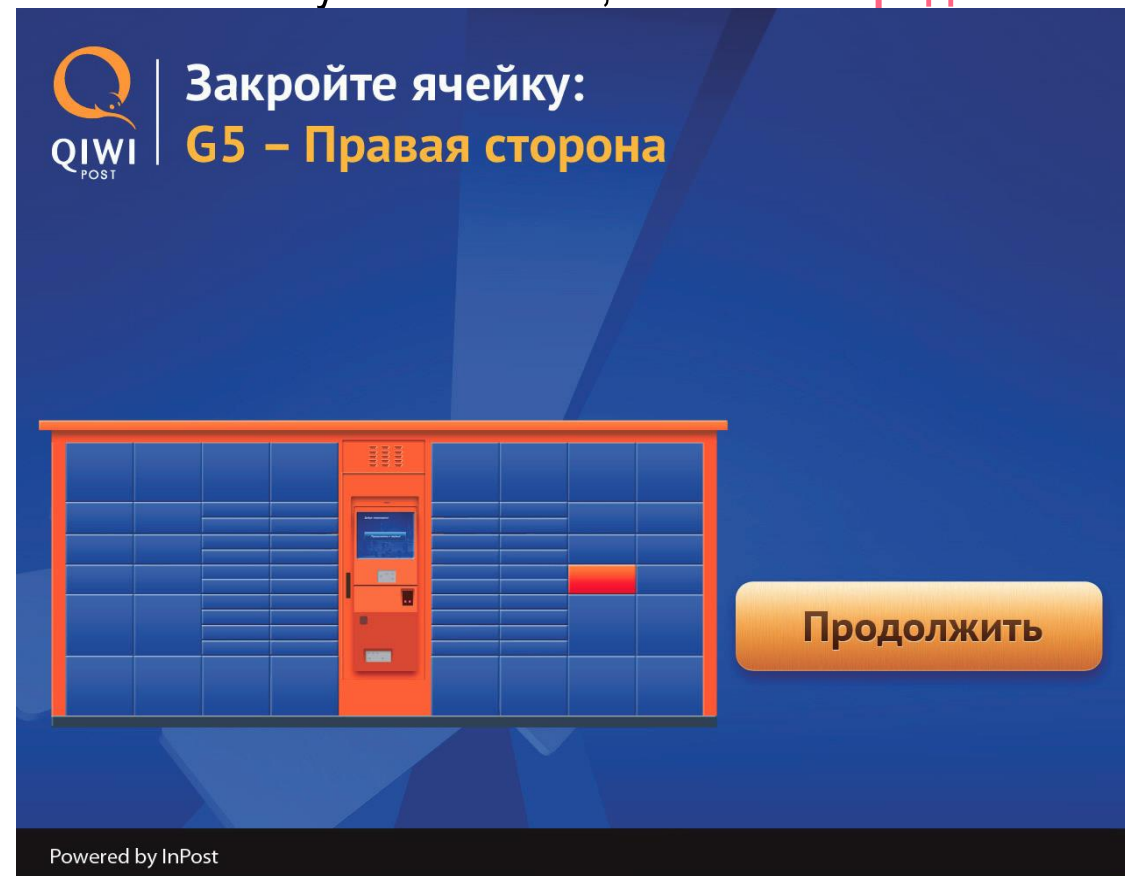 QIWI
POST
Закройте ячейку:
G5 – Правая сторона
Продолжить
Powered by InPost